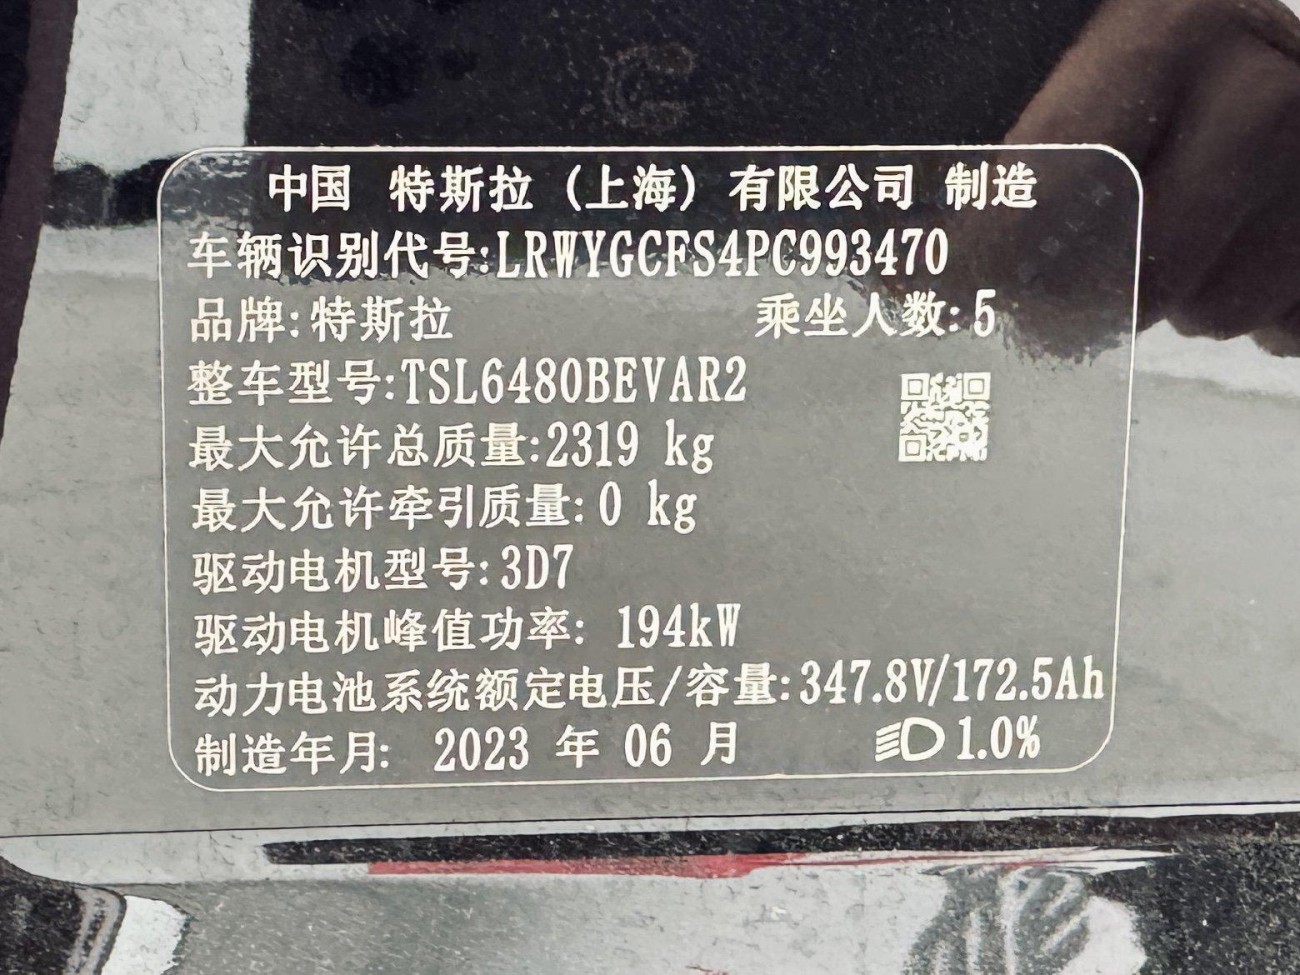 中国 特斯拉（上海）有限公司 制造
车辆识别代号:LRWYGCFS4PC993470
品牌:特斯拉 乘坐人数:5
整车型号:TSL6480BEVAR2
最大允许总质量:2319 kg
最大允许牵引质量:0 kg
驱动电机型号:3D7
驱动电机峰值功率: 194kW
动力电池系统额定电压/容量:347.8V/172.5Ah
制造年月: 2023 年 06 月 1.0%